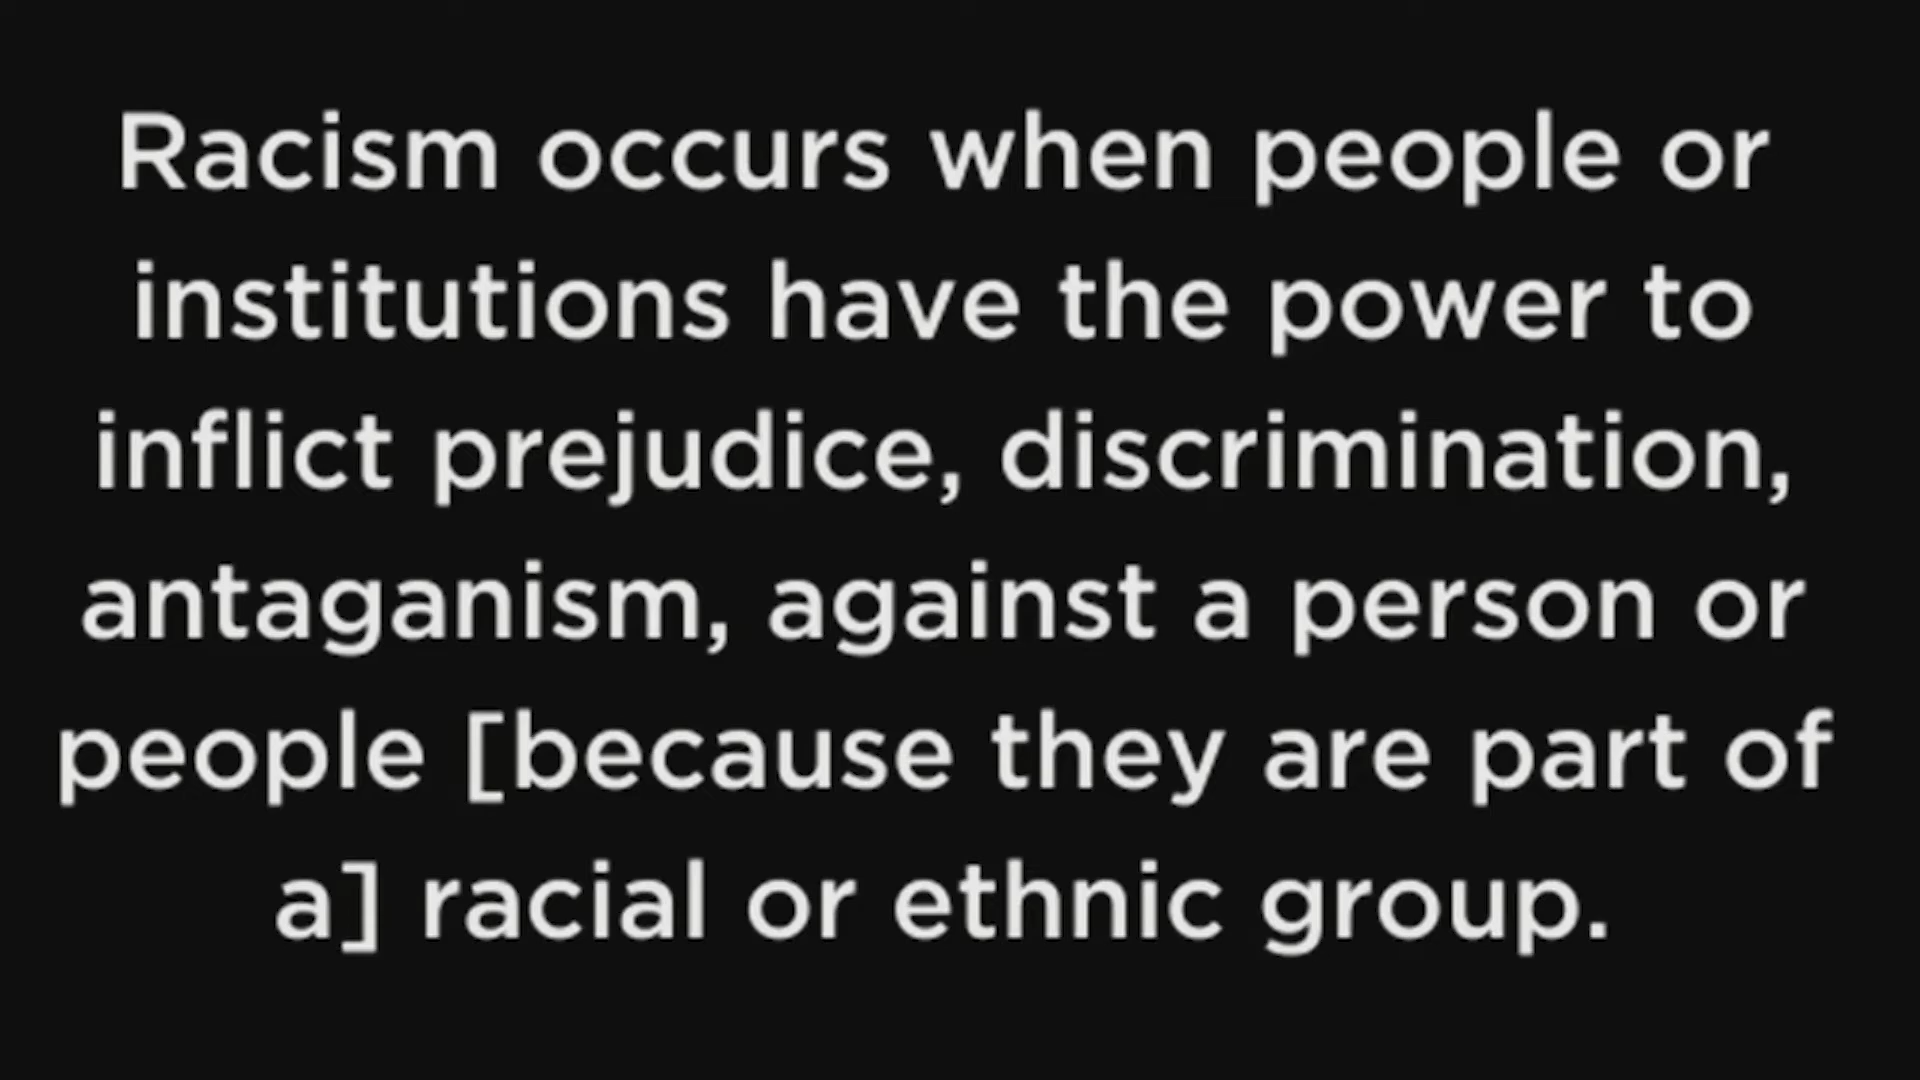 Racism occurs when people or
institutions have the power to
inflict prejudice, discrimination,
antaganism, against a person or
people [because they are part of
a] racial or ethnic group.